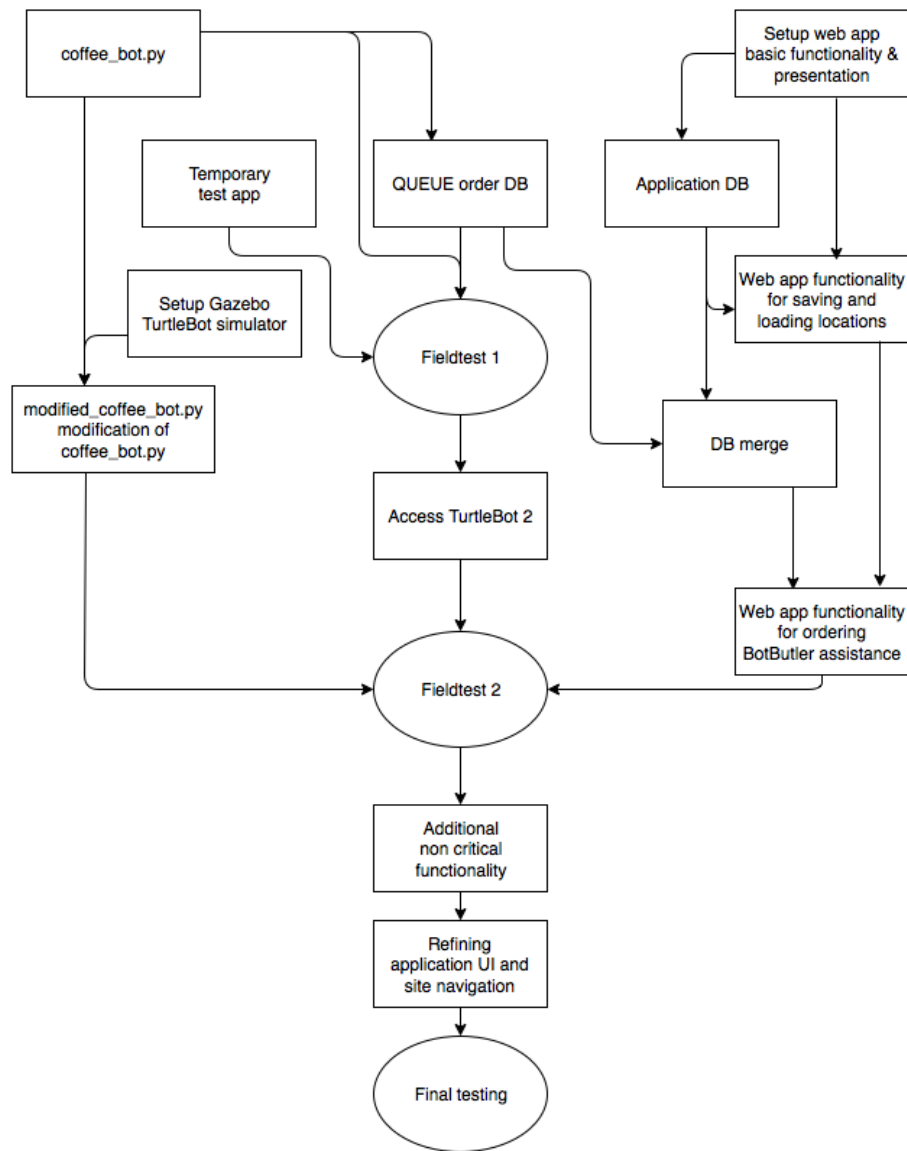 coffee_bot.py
Setup web app
basic functionality &
presentation
Temporary
test app
QUEUE order DB
Application DB
Setup Gazebo
TurtleBot simulator
Web app functionality
for saving and
loading locations
Fieldtest 1
modified_coffee_bot.py
modification of
coffee_bot.py
DB merge
Access TurtleBot 2
Web app functionality
for ordering
BotButler assistance
Fieldtest 2
Additional
non critical
functionality
Refining
application UI and
site navigation
Final testing